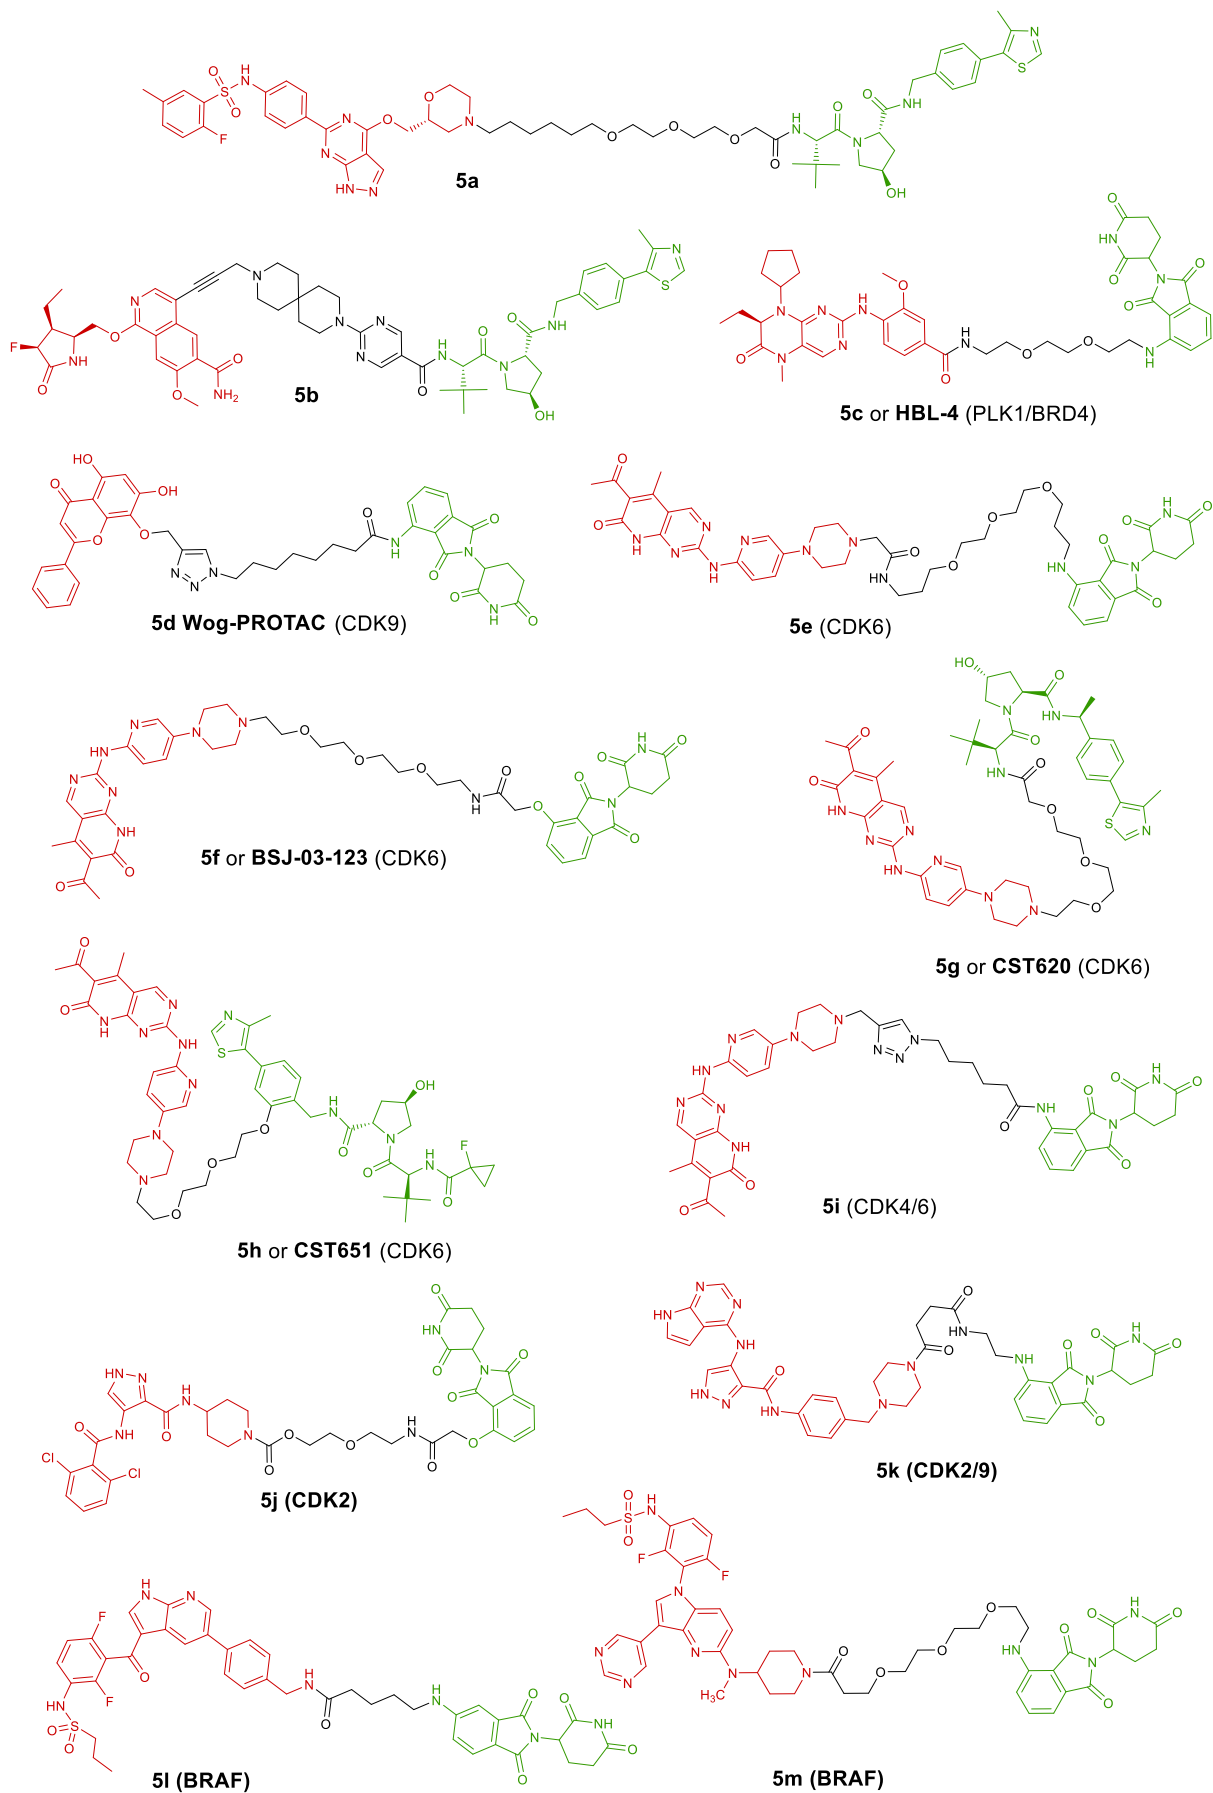 5a
5b
5c or HBL-4 (PLK1/BRD4)
5d Wog-PROTAC (CDK9)
5e (CDK6)
5f or BSJ-03-123 (CDK6)
5g or CST620 (CDK6)
5h or CST651 (CDK6)
5i (CDK4/6)
5j (CDK2)
5k (CDK2/9)
5l (BRAF)
5m (BRAF)